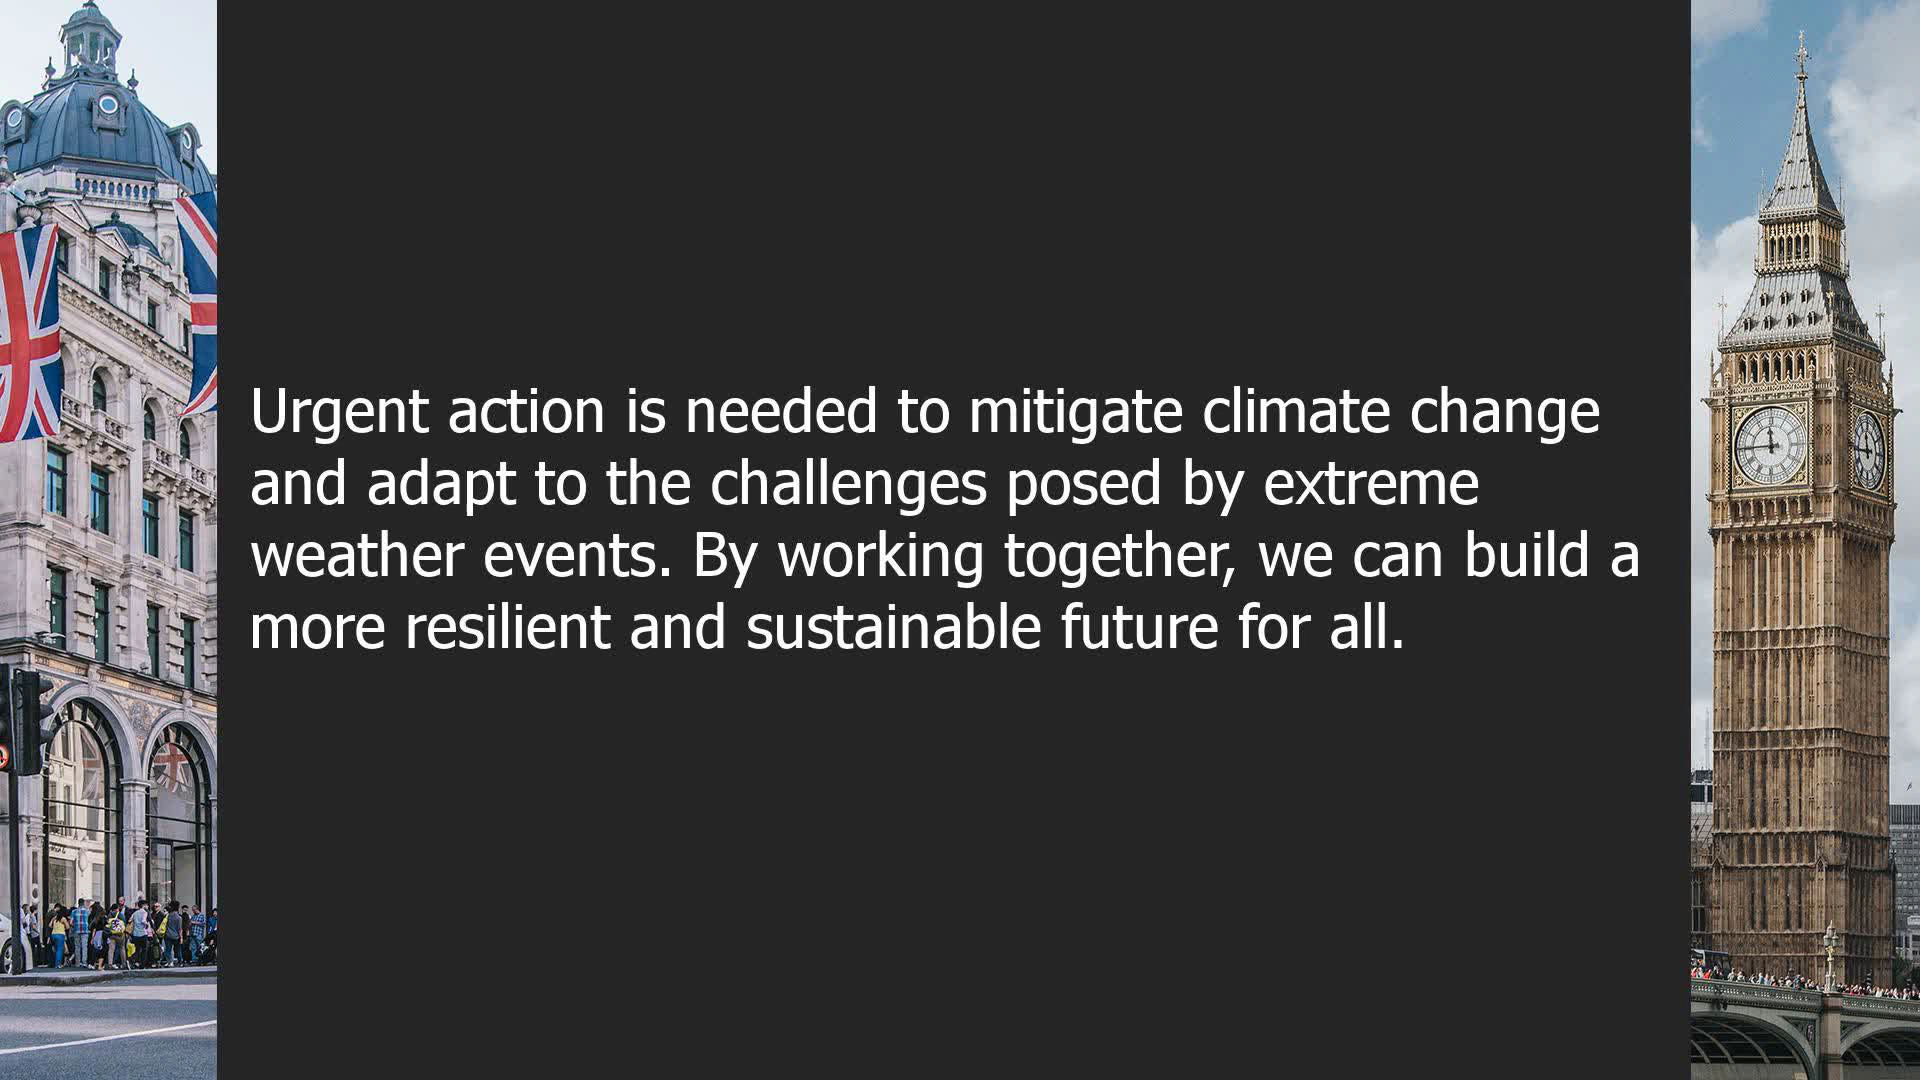 Urgent action is needed to mitigate climate change
and adapt to the challenges posed by extreme
weather events. By working together, we can build a
more resilient and sustainable future for all.